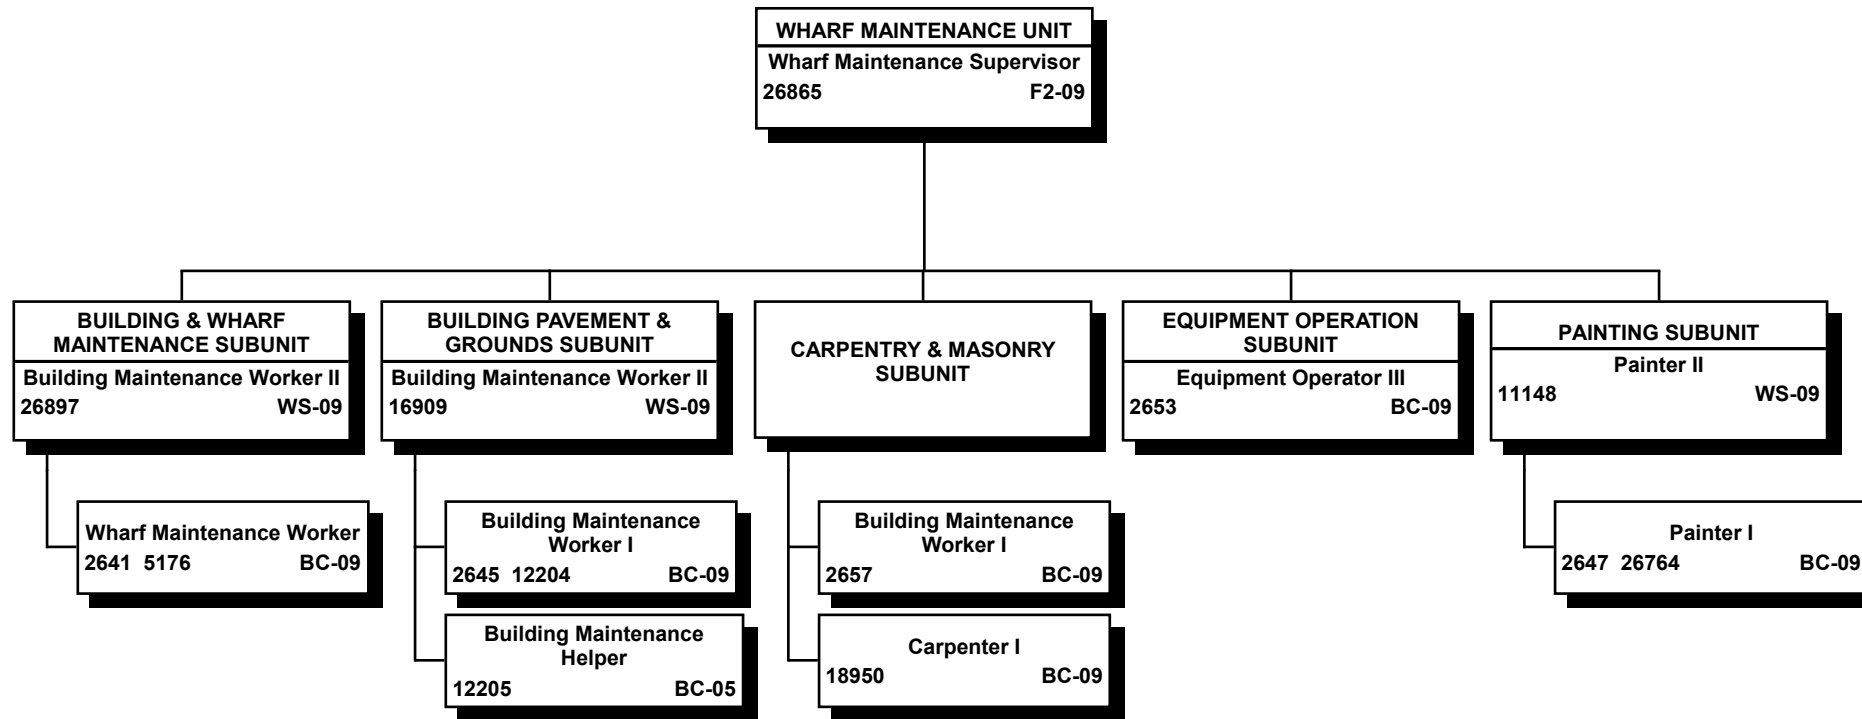 WHARF MAINTENANCE UNIT
Wharf Maintenance Supervisor
26865 F2-09
BUILDING & WHARF
MAINTENANCE SUBUNIT
Building Maintenance Worker II
26897 WS-09
BUILDING PAVEMENT &
GROUNDS SUBUNIT
Building Maintenance Worker II
16909 WS-09
CARPENTRY & MASONRY
SUBUNIT
EQUIPMENT OPERATION
SUBUNIT
Equipment Operator III
2653 BC-09
PAINTING SUBUNIT
Painter II
11148 WS-09
Wharf Maintenance Worker
2641 5176 BC-09
Building Maintenance
Worker I
2645 12204 BC-09
Building Maintenance
Helper
12205 BC-05
Building Maintenance
Worker I
2657 BC-09
Carpenter I
18950 BC-09
Painter I
2647 26764 BC-09